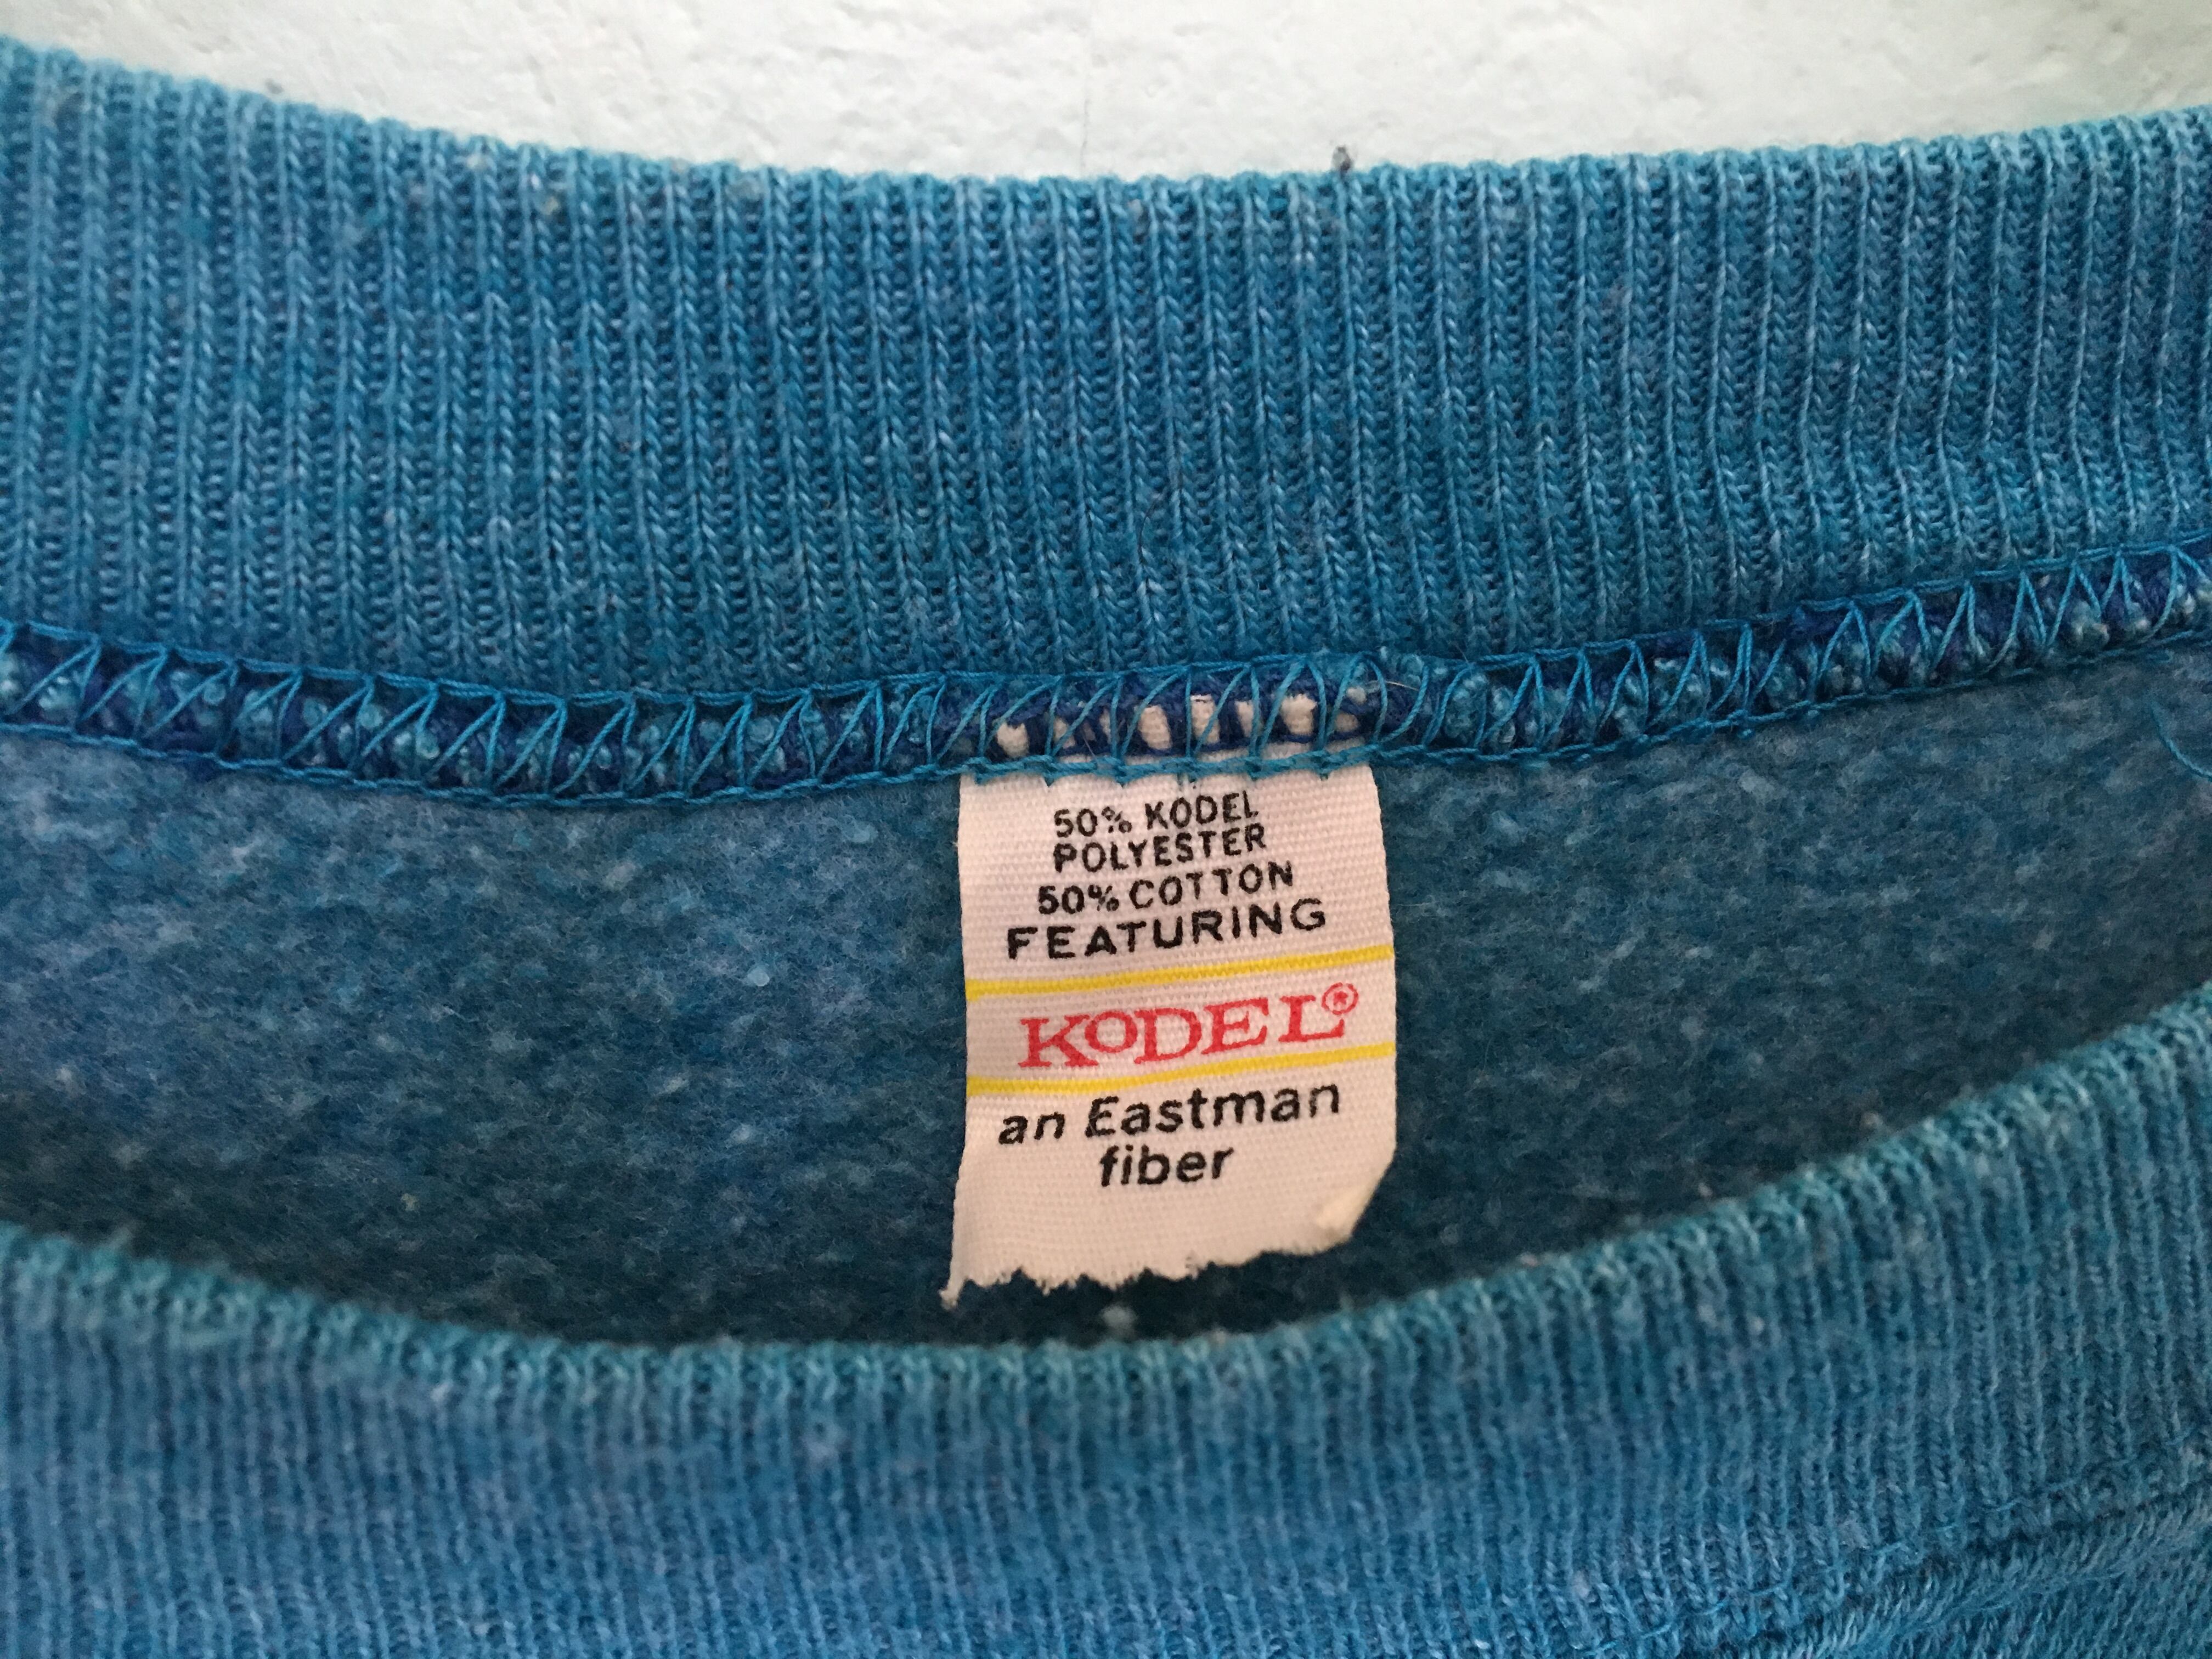 50% KODEL
POLYESTER
50% COTTON
FEATURING
KODEL®
an Eastman
fiber